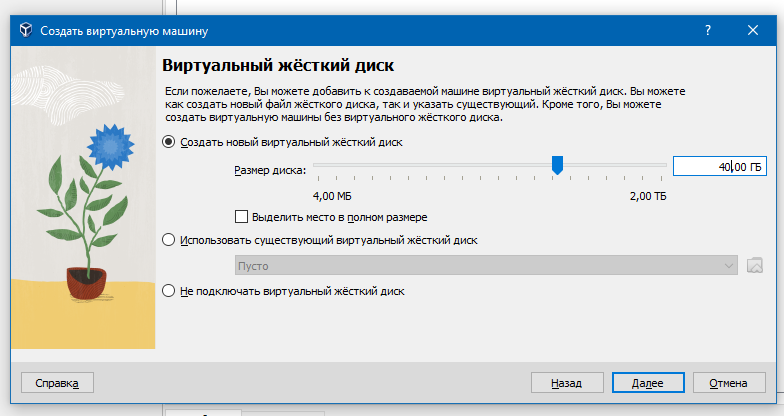 Создать виртуальную машину
Виртуальный жёсткий диск
Если пожелаете, Вы можете добавить к создаваемой машине виртуальный жёсткий диск. Вы можете
как создать новый файл жёсткого диска, так и указать существующий. Кроме того, Вы можете
создать виртуальную машины без виртуального жёсткого диска.
Создать новый виртуальный жёсткий диск
Размер диска:
40,00 ГБ
4,00 МБ
2,00 ТБ
Выделить место в полном размере
Использовать существующий виртуальный жёсткий диск
Пусто
Не подключать виртуальный жёсткий диск
Справка
Назад
Далее
Отмена